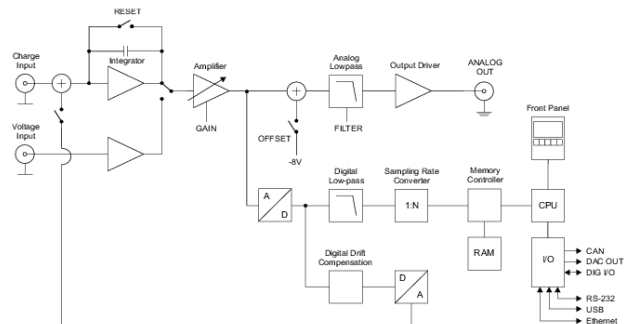 RESET
Charge
Input
Integrator
Amplifier
Analog
Lowpass
Output Driver
ANALOG
OUT
Voltage
Input
GAIN
OFFSET
-8V
FILTER
Front Panel
A
D
Digital
Low-pass
Sampling Rate
Converter
1:N
Memory
Controller
CPU
RAM
I/O
CAN
DAC OUT
DIG I/O
RS-232
USB
Ethernet
Digital Drift
Compensation
D
A